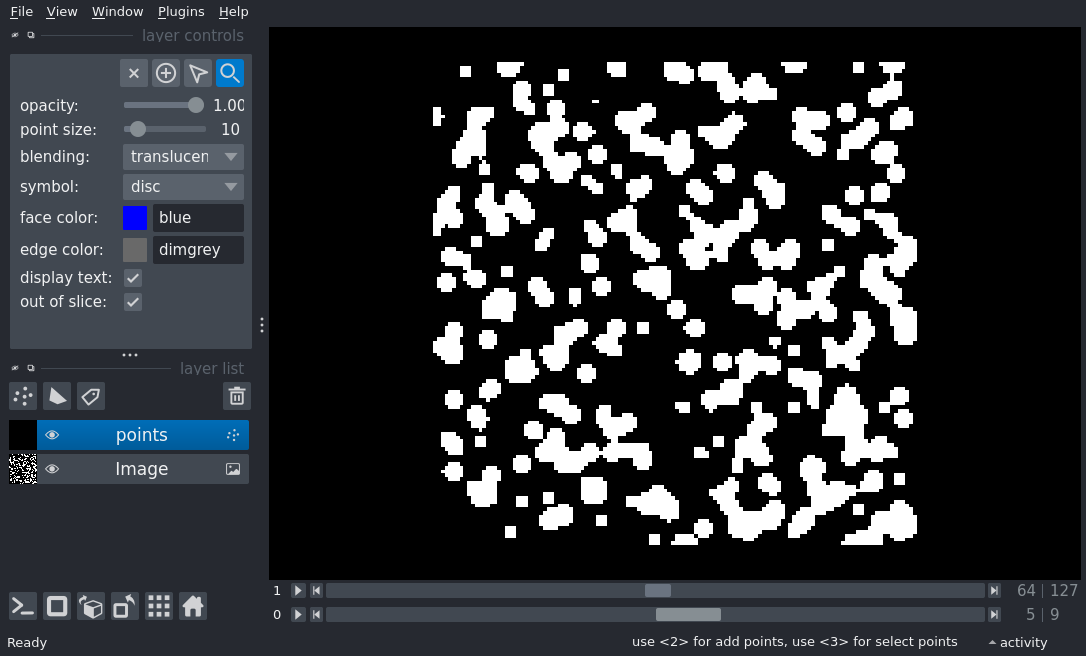 File View Window Plugins Help
layer controls
opacity: 1.00
point size: 10
blending: translucen
symbol: disc
face color: blue
edge color: dimgrey
display text:
out of slice:
layer list
points
Image
1 64 | 127
0 5 | 9
Ready use <2> for add points, use <3> for select points activity